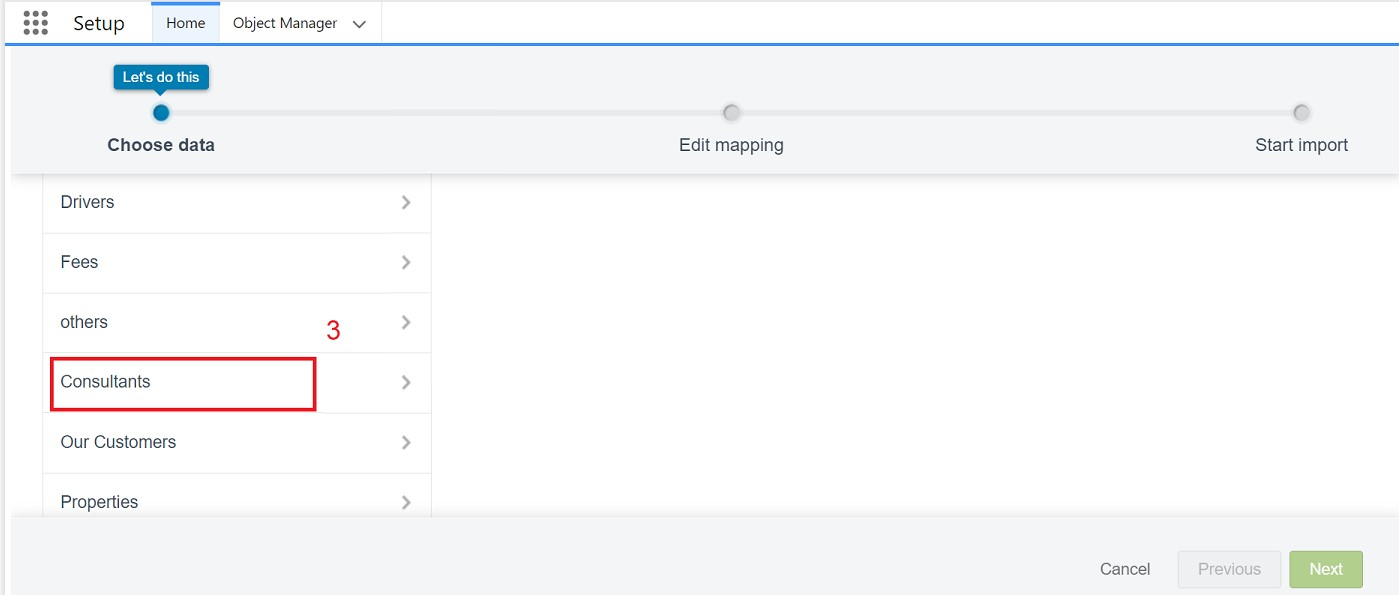 Setup Home Object Manager
Let's do this
Choose data Edit mapping Start import
Drivers
Fees
others
3
Consultants
Our Customers
Properties
Cancel Previous Next